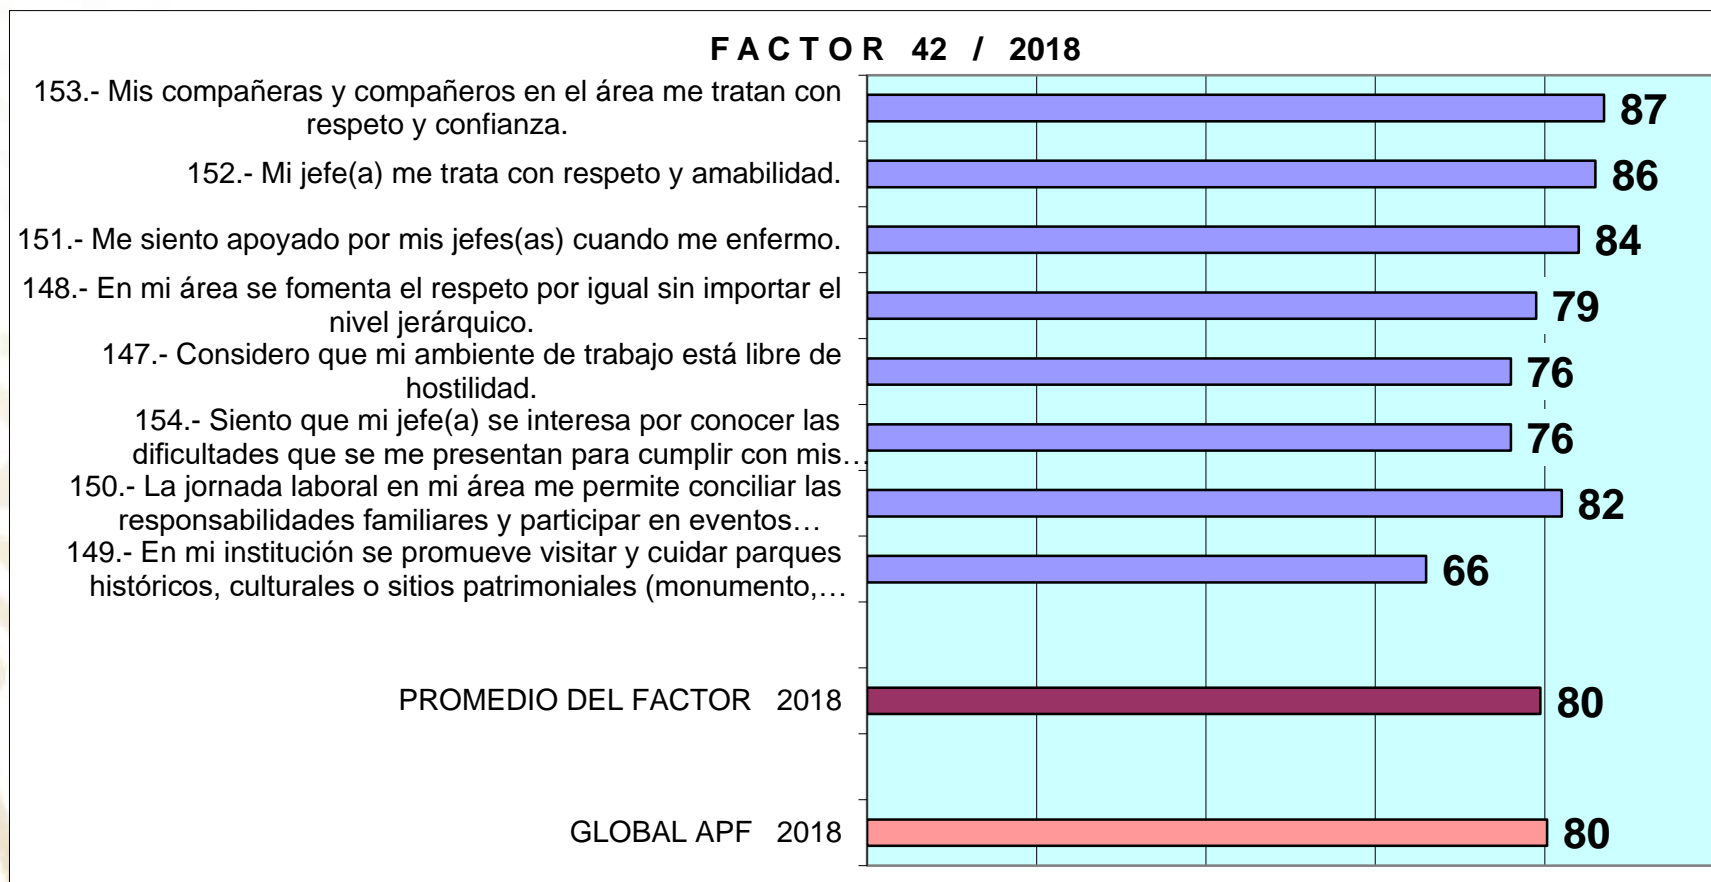 FACTOR 42 / 2018
153.- Mis compañeras y compañeros en el área me tratan con
respeto y confianza.
87
152.- Mi jefe(a) me trata con respeto y amabilidad.
86
151.- Me siento apoyado por mis jefes(as) cuando me enfermo.
84
148.- En mi área se fomenta el respeto por igual sin importar el
nivel jerárquico.
79
147.- Considero que mi ambiente de trabajo está libre de
hostilidad.
76
154.- Siento que mi jefe(a) se interesa por conocer las
dificultades que se me presentan para cumplir con mis…
76
150.- La jornada laboral en mi área me permite conciliar las
responsabilidades familiares y participar en eventos…
82
149.- En mi institución se promueve visitar y cuidar parques
históricos, culturales o sitios patrimoniales (monumento,…
66
PROMEDIO DEL FACTOR 2018
80
GLOBAL APF 2018
80